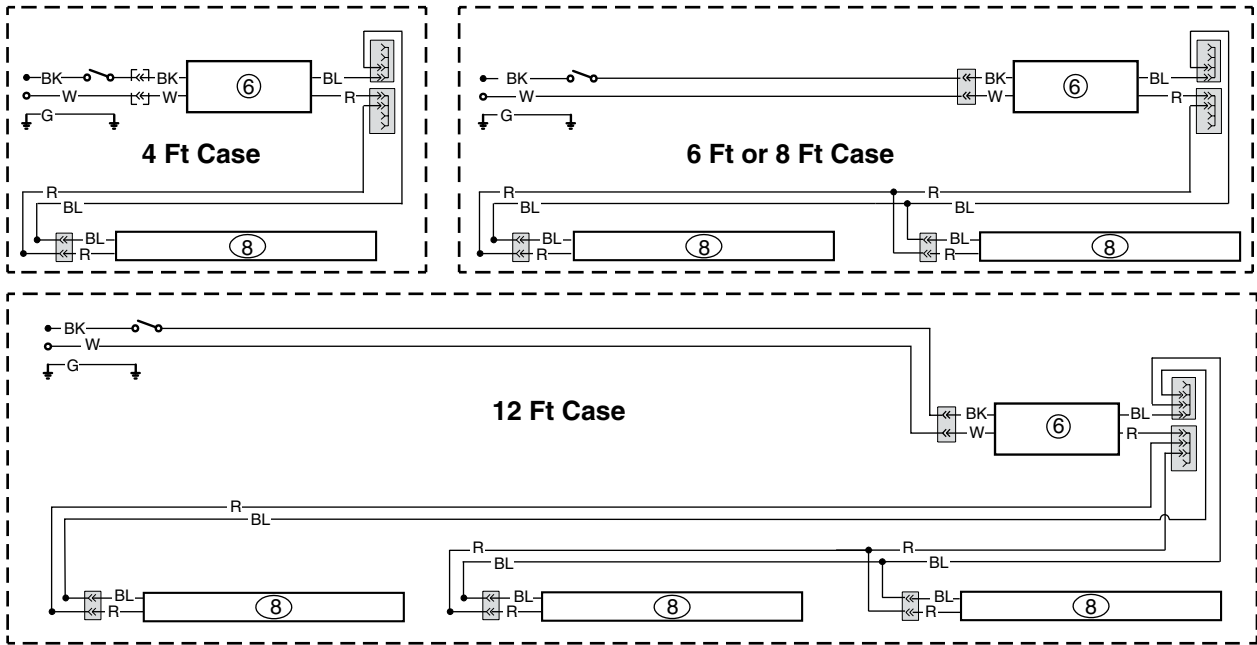 BK BK 6 BL
W W R
G
4 Ft Case
R
BL
BL 8
R
BK BK 6 BL
W W R
G
6 Ft or 8 Ft Case
R R
BL BL
BL 8 BL 8
R R
BK
W
G
12 Ft Case
BK 6 BL
W R
R
BL
R R
BL BL
BL 8 BL 8 BL 8
R R R